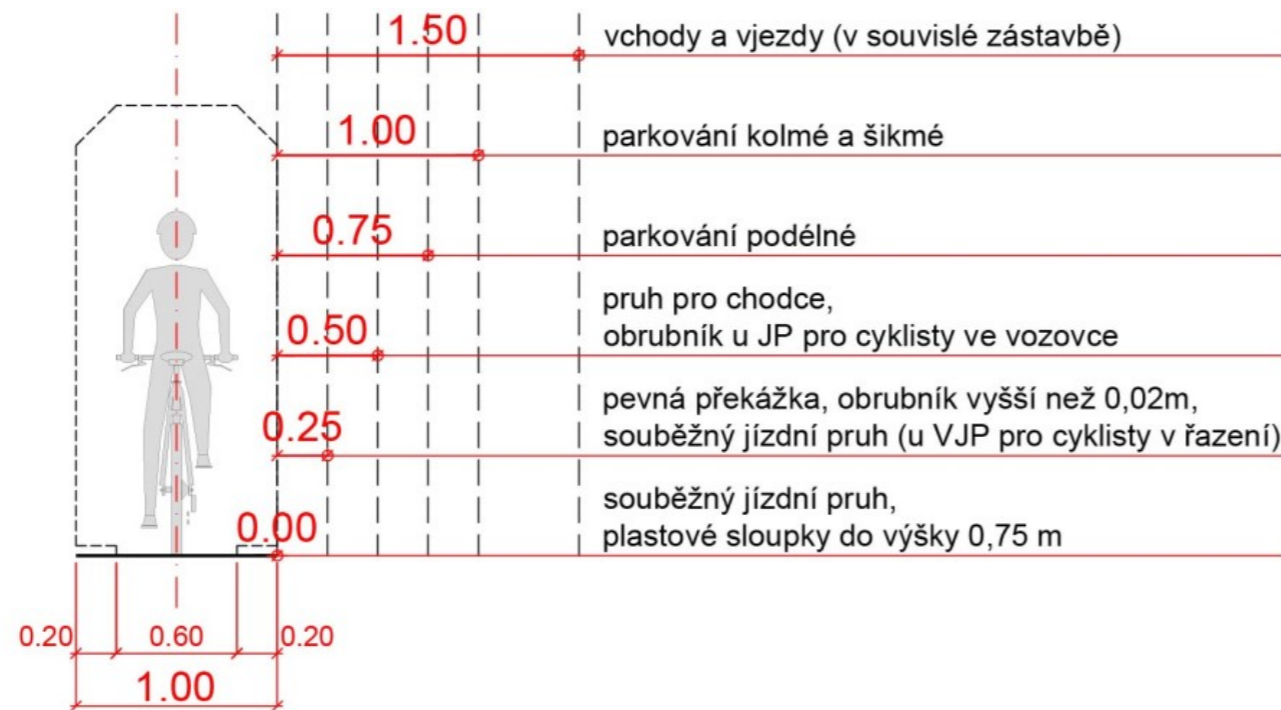 1.50 vchody a vjezdy (v souvislé zástavbě)
1.00 parkování kolmé a šikmé
0.75 parkování podélné
pruh pro chodce,
0.50 obrubník u JP pro cyklisty ve vozovce
pevná překážka, obrubník vyšší než 0,02m,
0.25 souběžný jízdní pruh (u VJP pro cyklisty v řazení)
souběžný jízdní pruh,
0.00 plastové sloupky do výšky 0,75 m
0.20 0.60 0.20
1.00